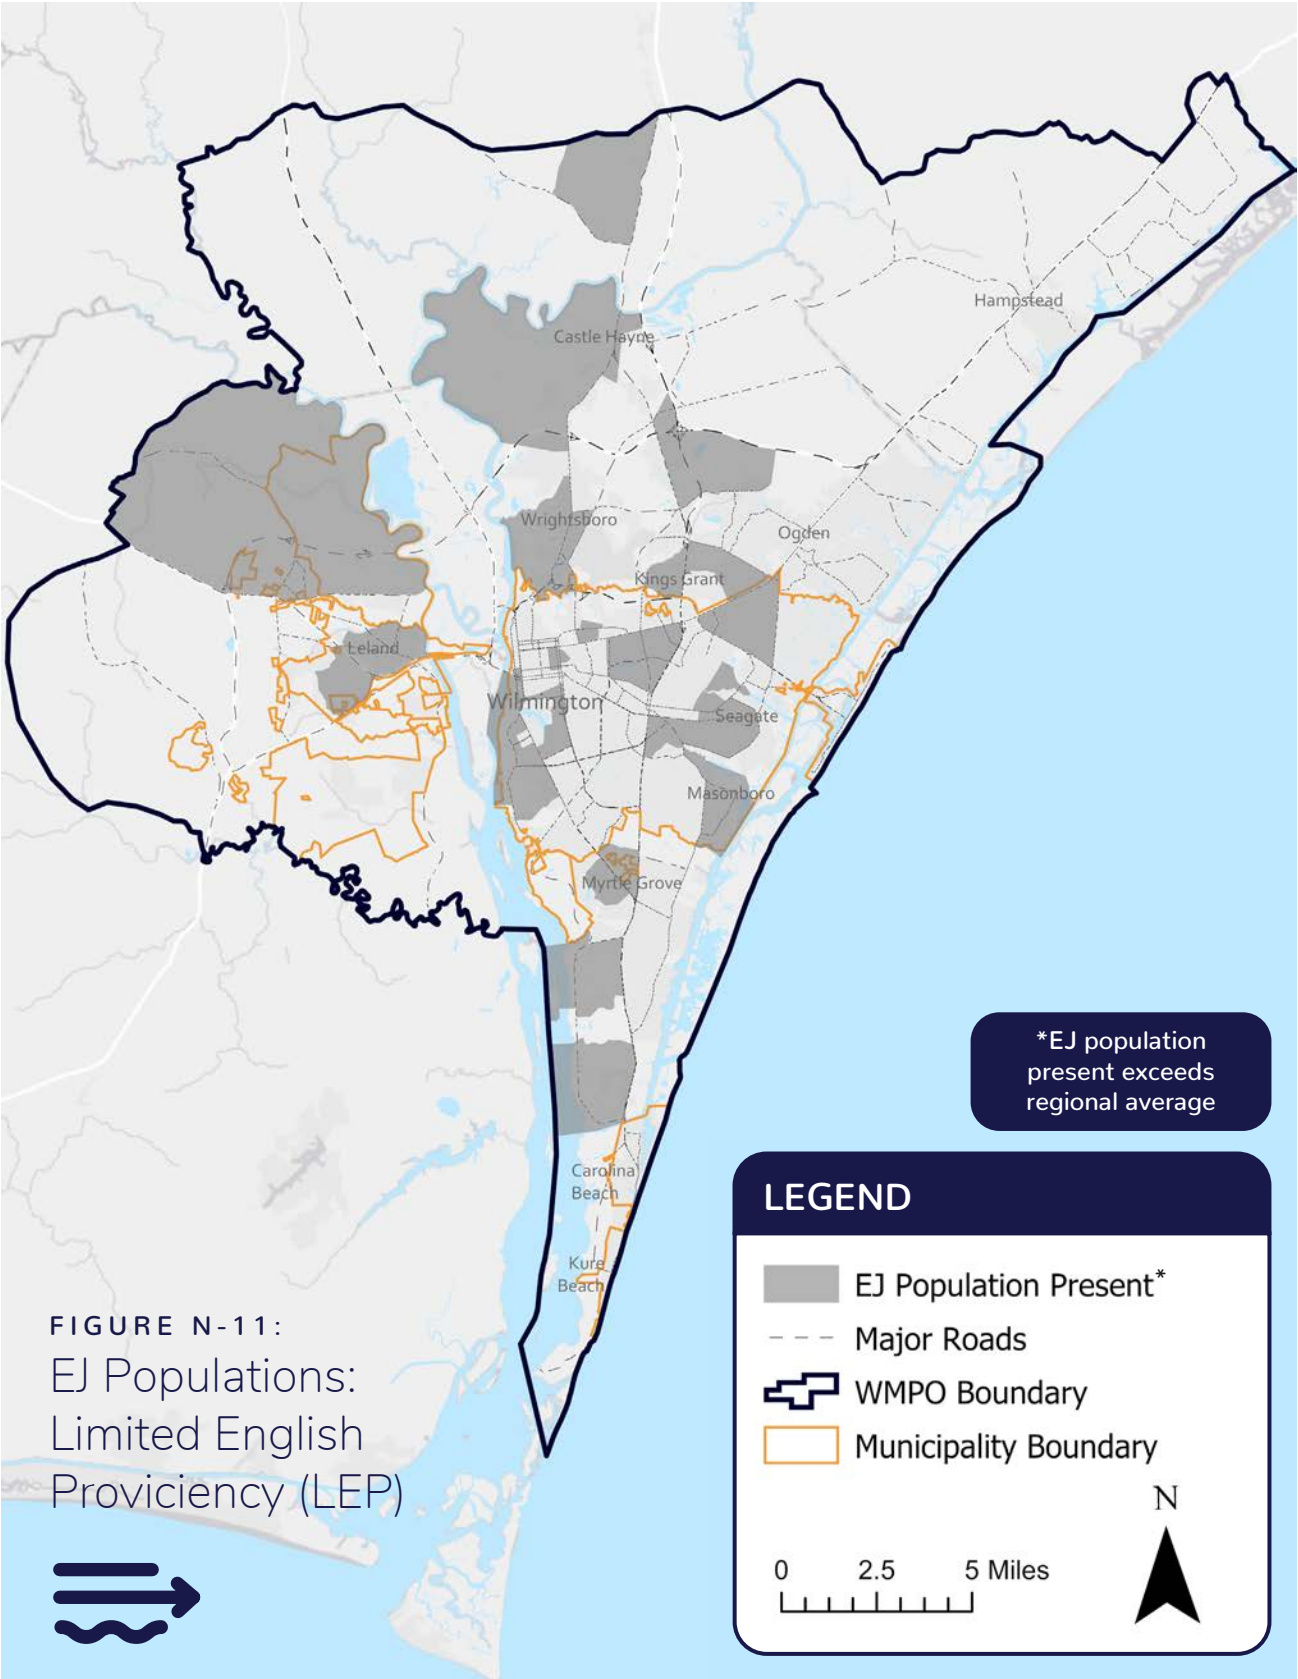 Hampstead
Castle Hayne
Wrightsboro
Ogden
Kings Grant
Leland
Wilmington
Seagate
Masonboro
Myrtle Grove
*EJ population
present exceeds
regional average
Carolina
Beach
Kure
Beach
LEGEND
EJ Population Present*
Major Roads
WMPO Boundary
Municipality Boundary
N
0 2.5 5 Miles
FIGURE N-11:
EJ Populations:
Limited English
Proviciency (LEP)